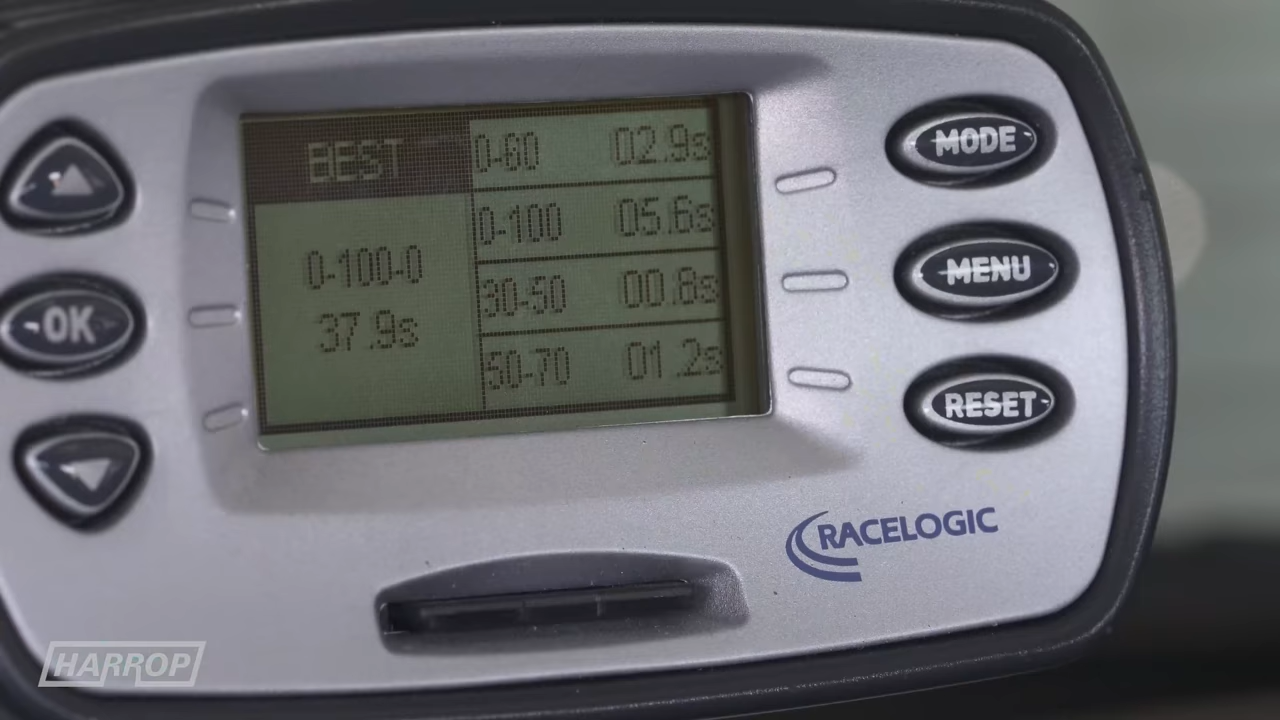 BEST
0-100-0
37.9s
0-60 02.9s
0-100 05.6s
30-50 00.8s
50-70 01.2s
OK
MODE
MENU
RESET
RACELOGIC
HARROP